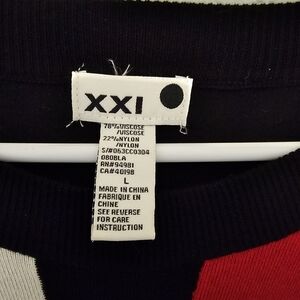 XXI
78%VISCOSE
/VISCOSE
22%NYLON
/NYLON
S/#063CC0304
080BLA
RN#94981
CA#40198
L
MADE IN CHINA
FABRIQUE EN
CHINE
SEE REVERSE
FOR CARE
INSTRUCTION